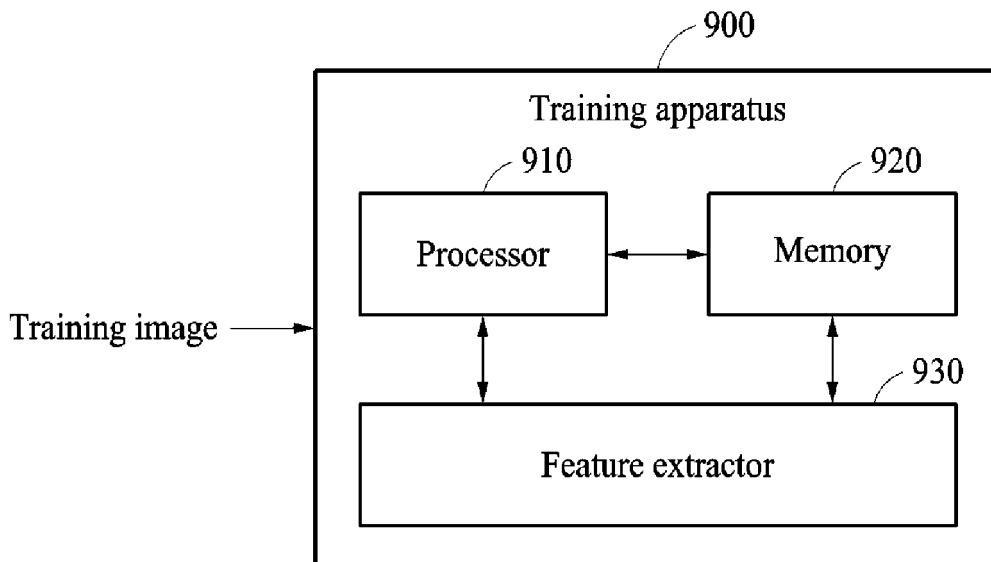 900
Training apparatus
910
920
Processor
Memory
Training image
930
Feature extractor